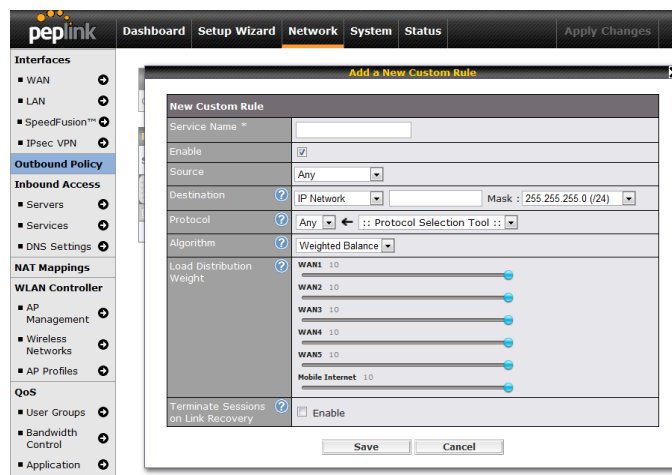 peplink
Dashboard Setup Wizard Network System Status Apply Changes
Interfaces
WAN
LAN
SpeedFusion™
IPsec VPN
Outbound Policy
Inbound Access
Servers
Services
DNS Settings
NAT Mappings
WLAN Controller
AP
Management
Wireless
Networks
AP Profiles
QoS
User Groups
Bandwidth
Control
Application
Add a New Custom Rule
New Custom Rule
Service Name *
Enable
Source Any
Destination ? IP Network Mask : 255.255.255.0 (/24)
Protocol ? Any :: Protocol Selection Tool ::
Algorithm ? Weighted Balance
Load Distribution
Weight ?
WAN1 10
WAN2 10
WAN3 10
WAN4 10
WAN5 10
Mobile Internet 10
Terminate Sessions
on Link Recovery ? Enable
Save Cancel